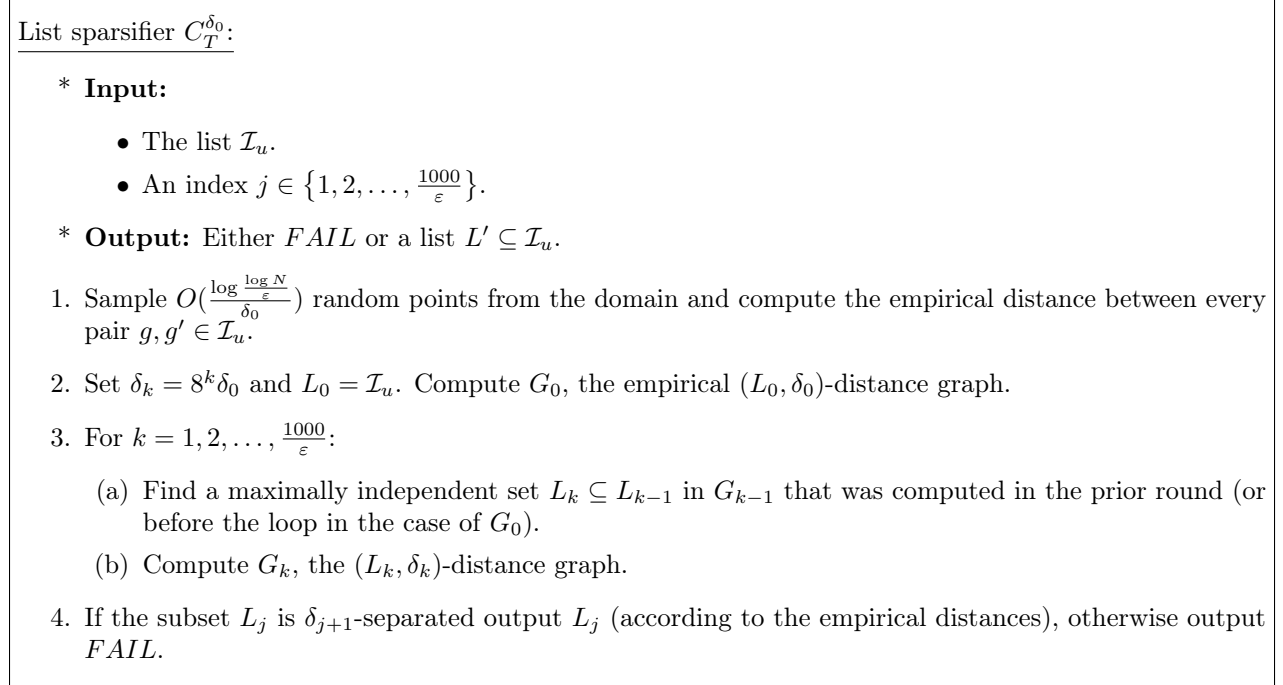 List sparsifier $C_T^{\delta_0}$:
* Input:
• The list $\mathcal{I}_u$.
• An index $j \in \{1, 2, \ldots, \frac{1000}{\varepsilon}\}$.
* Output: Either $FAIL$ or a list $L' \subseteq \mathcal{I}_u$.
1. Sample $O(\frac{\log \frac{\log N}{\varepsilon}}{\delta_0})$ random points from the domain and compute the empirical distance between every
pair $g, g' \in \mathcal{I}_u$.
2. Set $\delta_k = 8^k \delta_0$ and $L_0 = \mathcal{I}_u$. Compute $G_0$, the empirical $(L_0, \delta_0)$-distance graph.
3. For $k = 1, 2, \ldots, \frac{1000}{\varepsilon}$:
(a) Find a maximally independent set $L_k \subseteq L_{k-1}$ in $G_{k-1}$ that was computed in the prior round (or
before the loop in the case of $G_0$).
(b) Compute $G_k$, the $(L_k, \delta_k)$-distance graph.
4. If the subset $L_j$ is $\delta_{j+1}$-separated output $L_j$ (according to the empirical distances), otherwise output
$FAIL$.